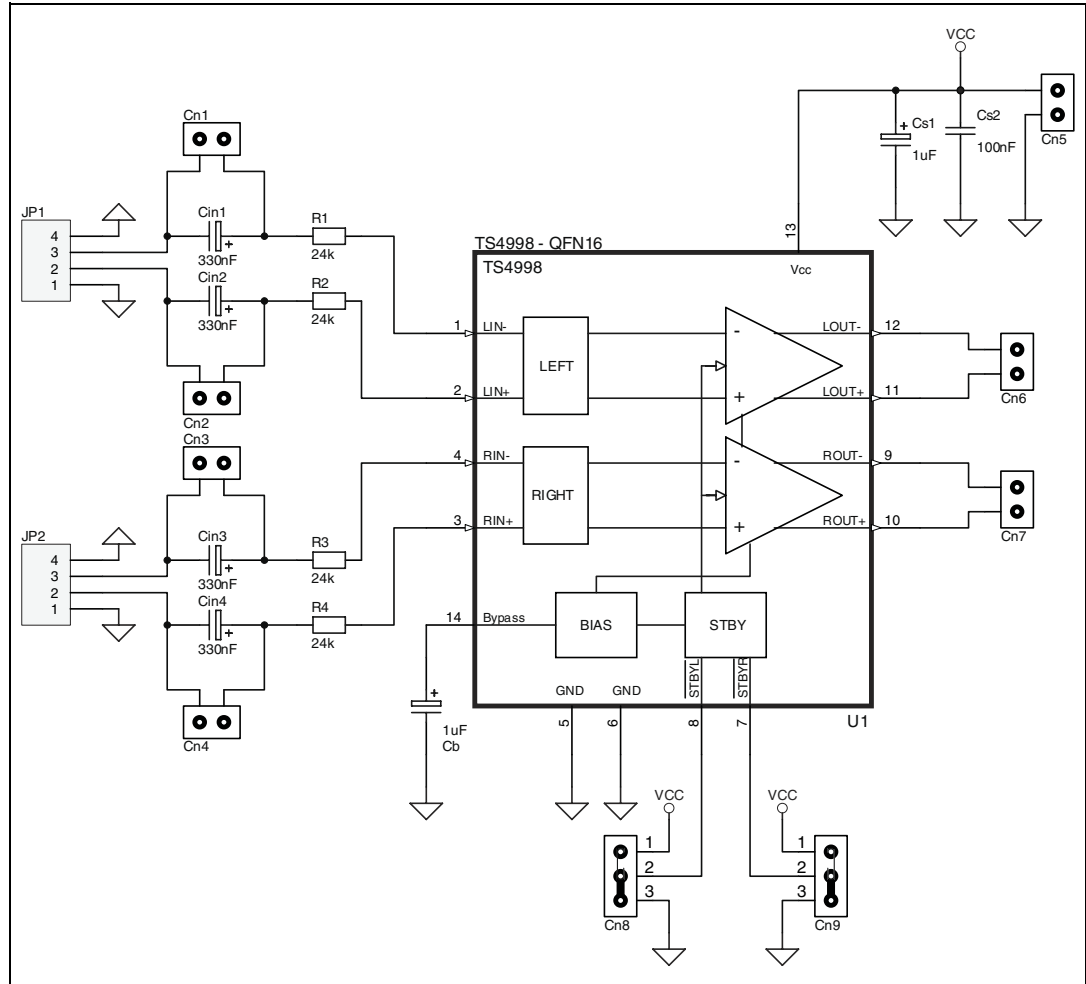 VCC
Cs1
1uF
Cs2
100nF
Cn5
Cn1
JP1
4
3
2
1
Cin1
+
330nF
R1
24k
Cin2
+
330nF
R2
24k
Cn2
13
TS4998 - QFN16
TS4998
Vcc
1
LIN-
2
LIN+
LEFT
-
+
LOUT-
12
LOUT+
11
Cn6
Cn3
JP2
4
3
2
1
Cin3
+
330nF
R3
24k
Cin4
+
330nF
R4
24k
Cn4
4
RIN-
3
RIN+
RIGHT
-
+
ROUT-
9
ROUT+
10
Cn7
14
Bypass
BIAS
STBY
STBYL
STBYR
GND
GND
5
6
8
7
U1
+
1uF
Cb
VCC
1
2
3
Cn8
VCC
1
2
3
Cn9
+